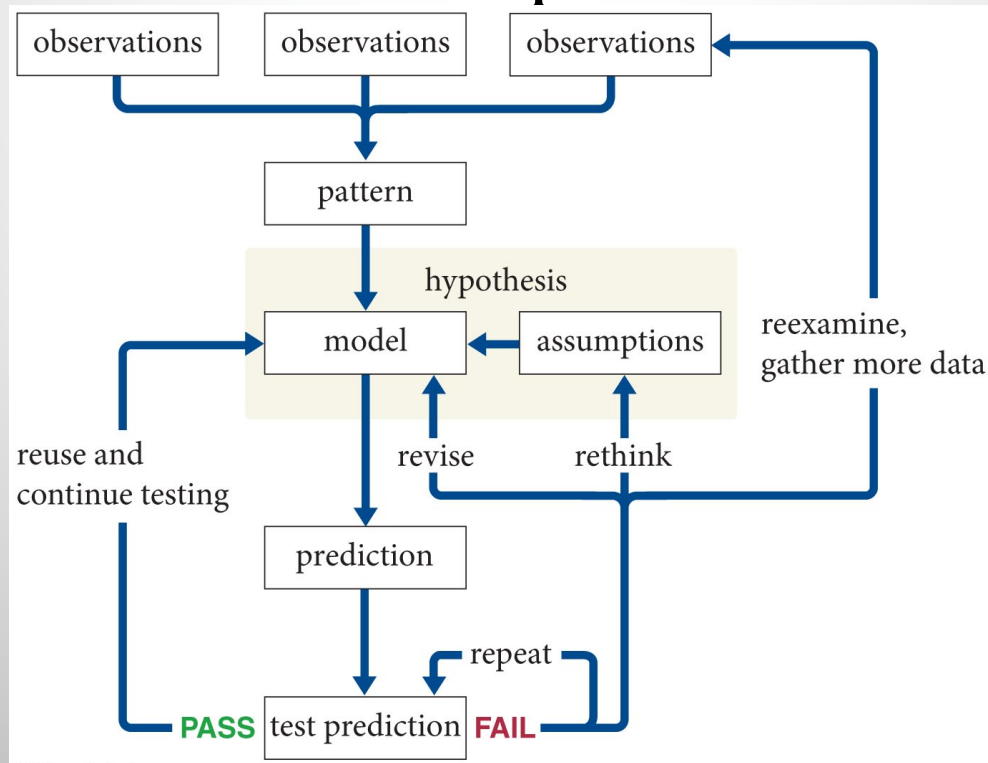 observations
observations
observations
pattern
hypothesis
model
assumptions
reexamine,
gather more data
reuse and
continue testing
revise
rethink
prediction
repeat
PASS
test prediction
FAIL